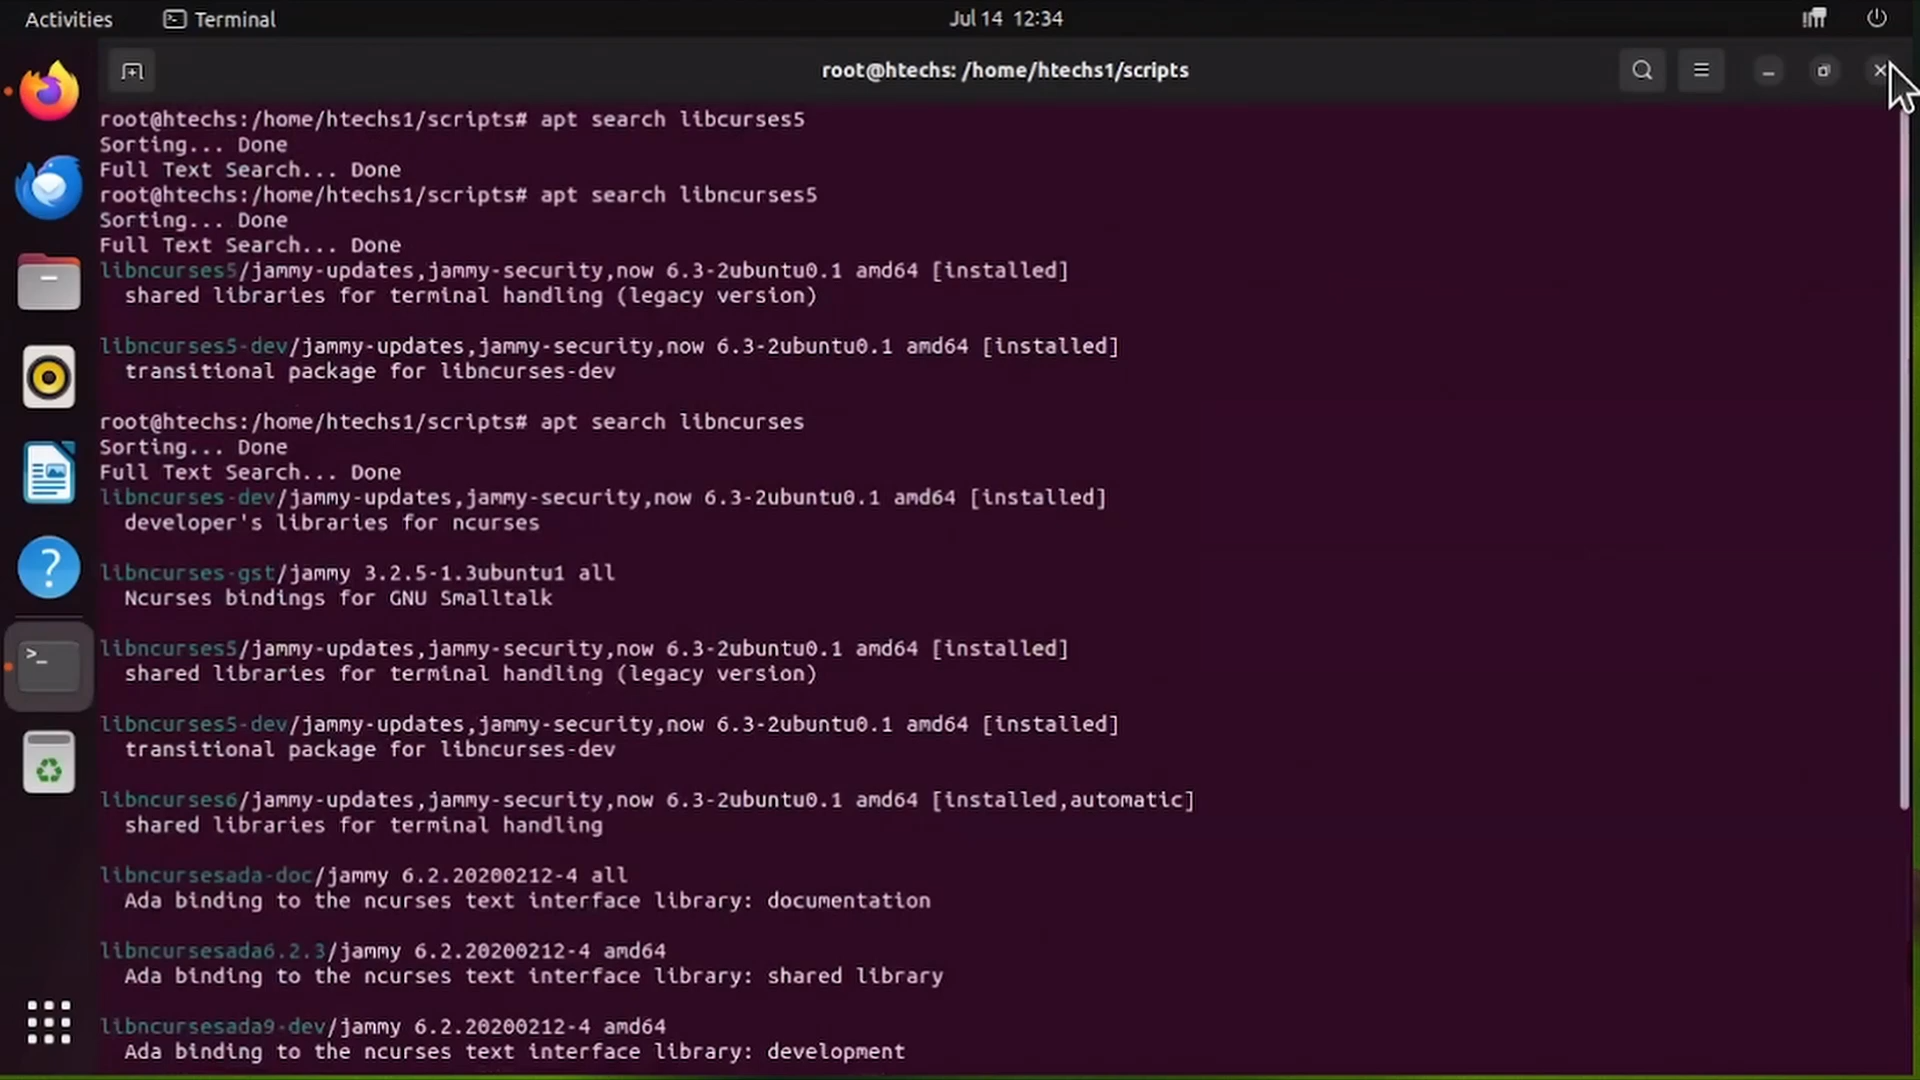 Activities Terminal Jul 14 12:34
root@htechs: /home/htechs1/scripts
root@htechs:/home/htechs1/scripts# apt search libcurses5
Sorting... Done
Full Text Search... Done
root@htechs:/home/htechs1/scripts# apt search libncurses5
Sorting... Done
Full Text Search... Done
libncurses5/jammy-updates,jammy-security,now 6.3-2ubuntu0.1 amd64 [installed]
  shared libraries for terminal handling (legacy version)

libncurses5-dev/jammy-updates,jammy-security,now 6.3-2ubuntu0.1 amd64 [installed]
  transitional package for libncurses-dev

root@htechs:/home/htechs1/scripts# apt search libncurses
Sorting... Done
Full Text Search... Done
libncurses-dev/jammy-updates,jammy-security,now 6.3-2ubuntu0.1 amd64 [installed]
  developer's libraries for ncurses

libncurses-gst/jammy 3.2.5-1.3ubuntu1 all
  Ncurses bindings for GNU Smalltalk

libncurses5/jammy-updates,jammy-security,now 6.3-2ubuntu0.1 amd64 [installed]
  shared libraries for terminal handling (legacy version)

libncurses5-dev/jammy-updates,jammy-security,now 6.3-2ubuntu0.1 amd64 [installed]
  transitional package for libncurses-dev

libncurses6/jammy-updates,jammy-security,now 6.3-2ubuntu0.1 amd64 [installed,automatic]
  shared libraries for terminal handling

libncursesada-doc/jammy 6.2.20200212-4 all
  Ada binding to the ncurses text interface library: documentation

libncursesada6.2.3/jammy 6.2.20200212-4 amd64
  Ada binding to the ncurses text interface library: shared library

libncursesada9-dev/jammy 6.2.20200212-4 amd64
  Ada binding to the ncurses text interface library: development